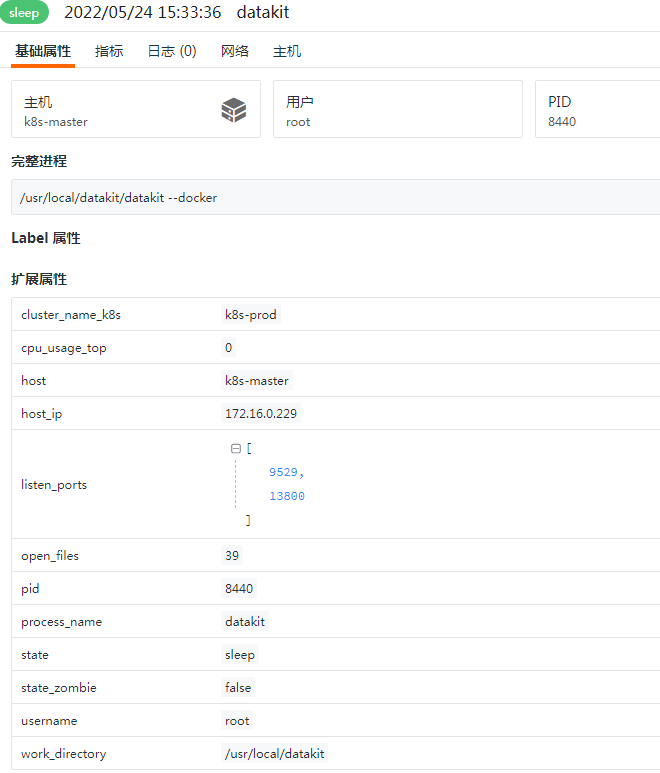 sleep 2022/05/24 15:33:36 datakit
基础属性 指标 日志 (0) 网络 主机
主机 用户 PID
k8s-master root 8440
完整进程
/usr/local/datakit/datakit --docker
Label 属性
扩展属性
cluster_name_k8s k8s-prod
cpu_usage_top 0
host k8s-master
host_ip 172.16.0.229
[
9529,
listen_ports
13800
]
open_files 39
pid 8440
process_name datakit
state sleep
state_zombie false
username root
work_directory /usr/local/datakit